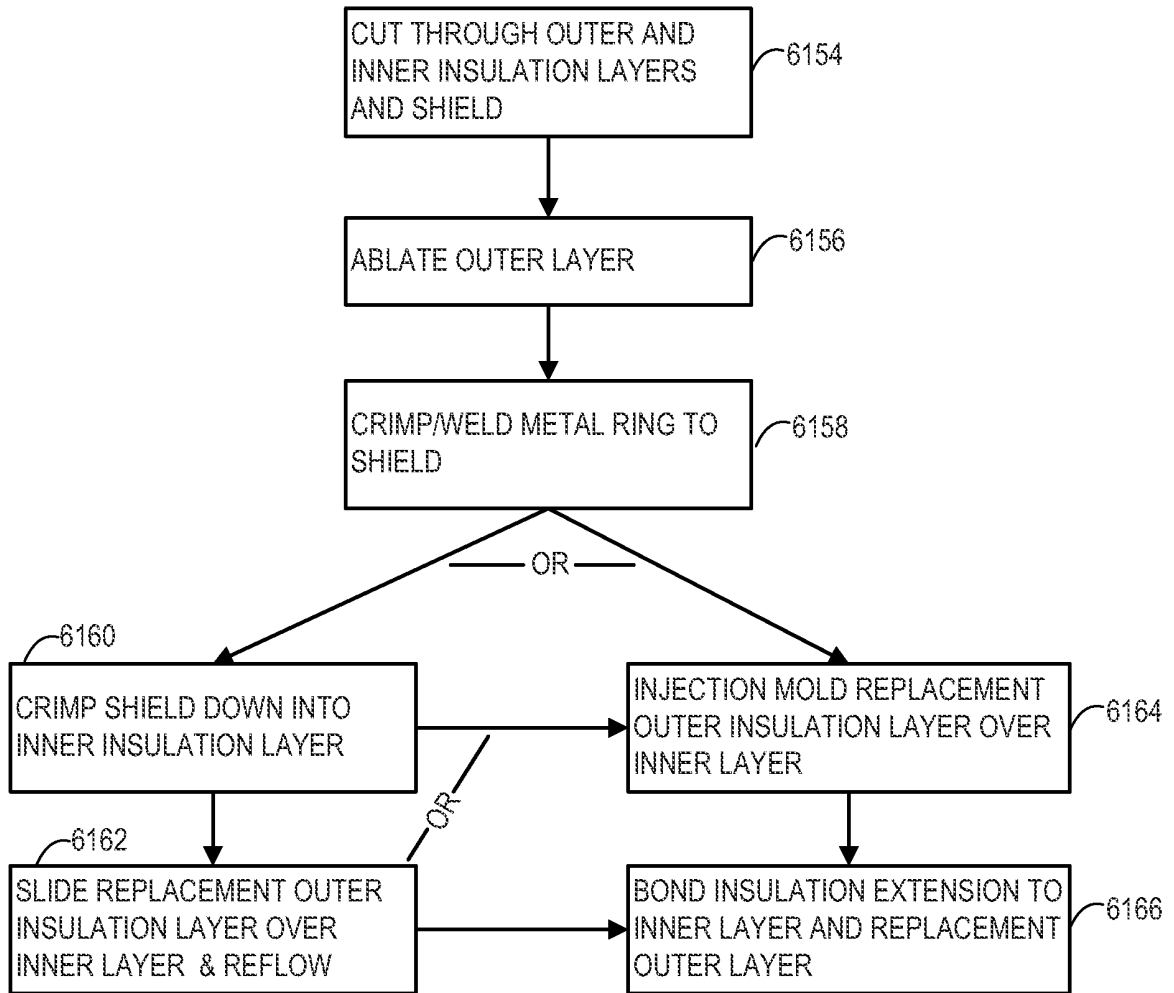 CUT THROUGH OUTER AND
INNER INSULATION LAYERS
AND SHIELD
6154
ABLATE OUTER LAYER
6156
CRIMP/WELD METAL RING TO
SHIELD
6158
OR
6160
CRIMP SHIELD DOWN INTO
INNER INSULATION LAYER
INJECTION MOLD REPLACEMENT
OUTER INSULATION LAYER OVER
INNER LAYER
6164
OR
6162
SLIDE REPLACEMENT OUTER
INSULATION LAYER OVER
INNER LAYER & REFLOW
BOND INSULATION EXTENSION TO
INNER LAYER AND REPLACEMENT
OUTER LAYER
6166